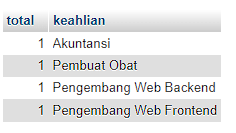 total keahlian
1 Akuntansi
1 Pembuat Obat
1 Pengembang Web Backend
1 Pengembang Web Frontend